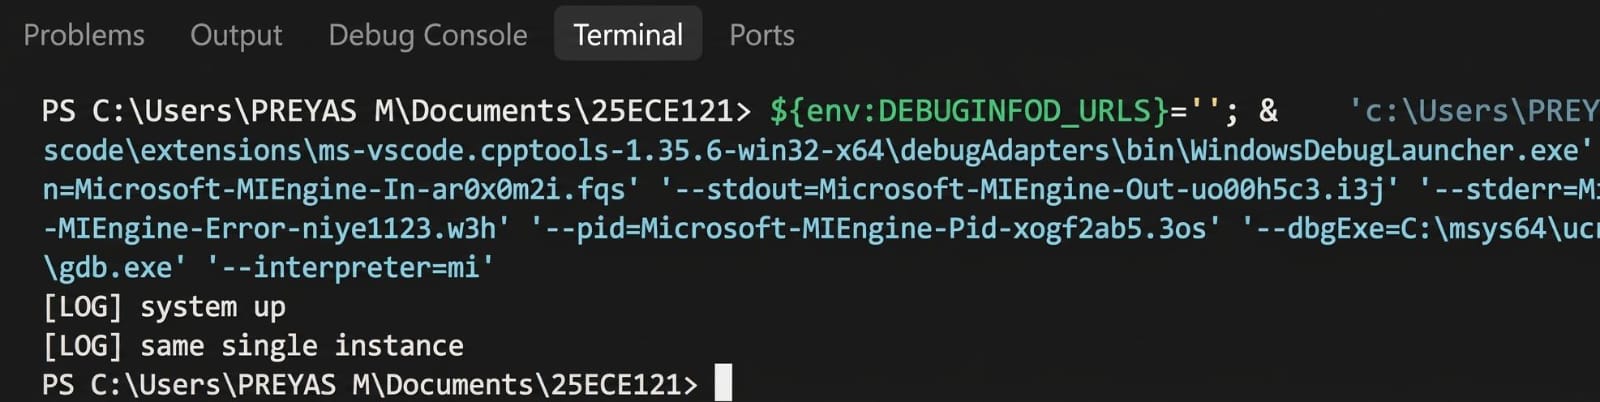 Problems Output Debug Console Terminal Ports
PS C:\Users\PREYAS M\Documents\25ECE121> ${env:DEBUGINFOD_URLS}=''; & 'c:\Users\PREY
scode\extensions\ms-vscode.cpptools-1.35.6-win32-x64\debugAdapters\bin\WindowsDebugLauncher.exe'
n=Microsoft-MIEngine-In-ar0x0m2i.fqs' '--stdout=Microsoft-MIEngine-Out-uo00h5c3.i3j' '--stderr=Mi
-MIEngine-Error-niye1123.w3h' '--pid=Microsoft-MIEngine-Pid-xogf2ab5.3os' '--dbgExe=C:\msys64\ucr
\gdb.exe' '--interpreter=mi'
[LOG] system up
[LOG] same single instance
PS C:\Users\PREYAS M\Documents\25ECE121>